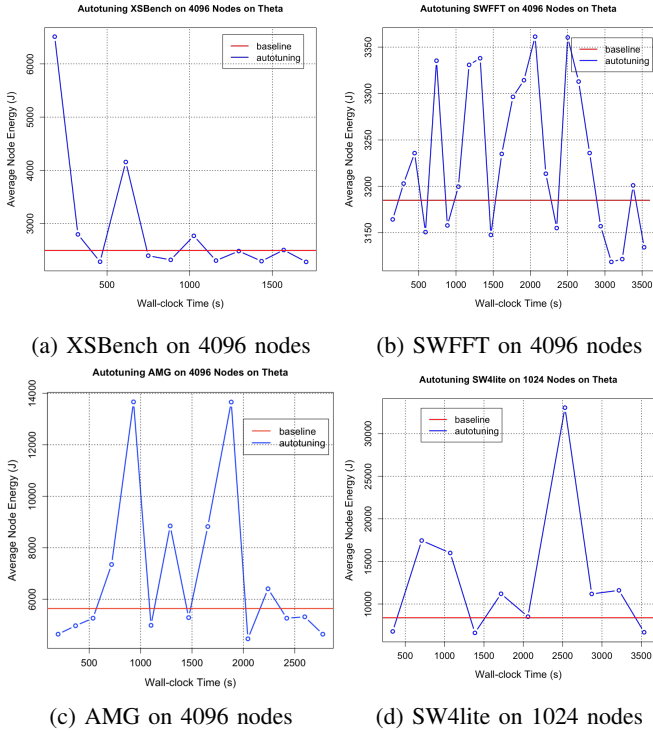 Autotuning XSBench on 4096 Nodes on Theta
baseline
autotuning
Average Node Energy (J)
3000
4000
5000
6000
500
1000
1500
Wall-clock Time (s)
(a) XSBench on 4096 nodes
Autotuning SWFFT on 4096 Nodes on Theta
baseline
autotuning
Average Node Energy (J)
3150
3200
3250
3300
3350
0
500
1000
1500
2000
2500
3000
3500
Wall-clock Time (s)
(b) SWFFT on 4096 nodes
Autotuning AMG on 4096 Nodes on Theta
baseline
autotuning
Average Node Energy (J)
6000
8000
10000
12000
14000
500
1000
1500
2000
2500
Wall-clock Time (s)
(c) AMG on 4096 nodes
Autotuning SW4lite on 1024 Nodes on Theta
baseline
autotuning
Average Nodee Energy (J)
10000
15000
20000
25000
30000
500
1000
1500
2000
2500
3000
3500
Wall-clock Time (s)
(d) SW4lite on 1024 nodes